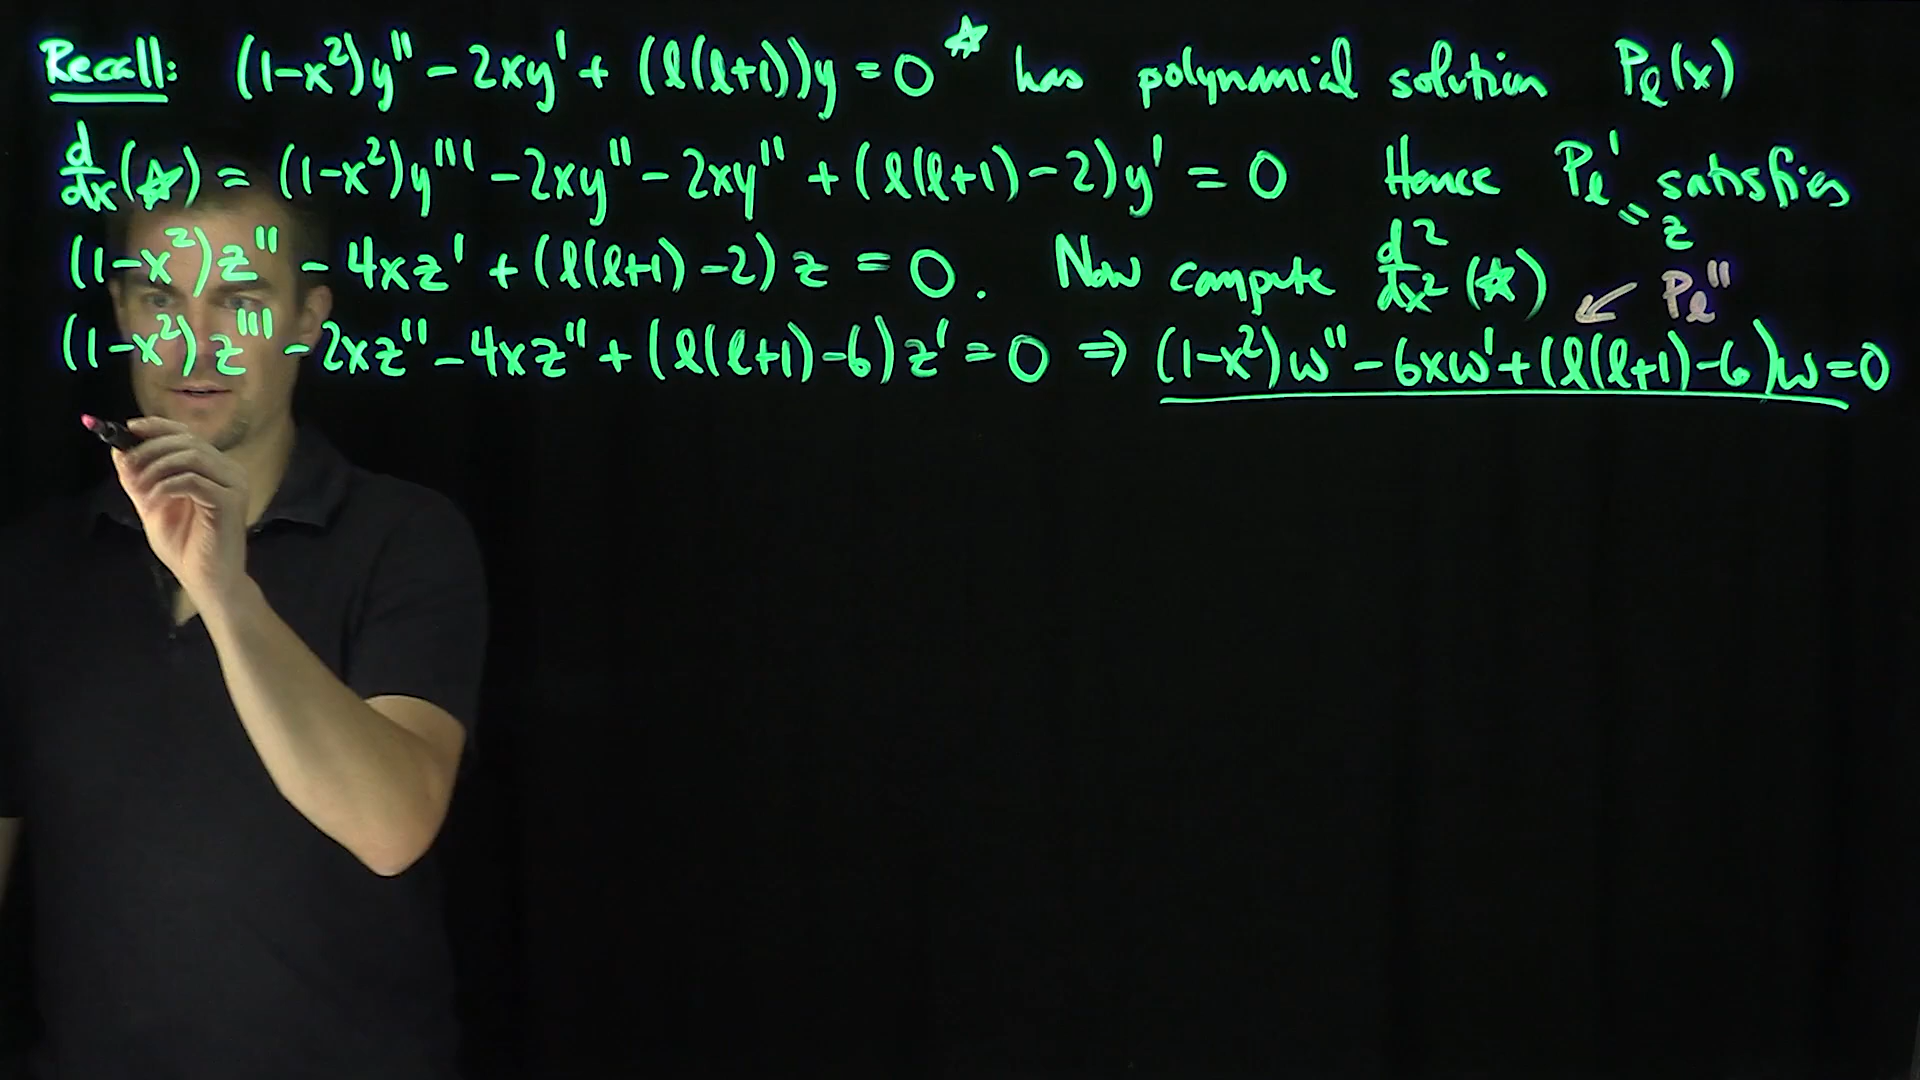 Recall: (1-x²)y'' - 2xy' + (l(l+1))y = 0 ☆ has polynomial solution Pₗ(x)
d/dx(☆) = (1-x²)y''' - 2xy'' - 2xy'' + (l(l+1)-2)y' = 0 Hence Pₗ' = z satisfies
(1-x²)z'' - 4xz' + (l(l+1)-2)z = 0. Now compute d²/dx²(☆)
(1-x²)z''' - 2xz'' - 4xz'' + (l(l+1)-6)z' = 0 ⇒ (1-x²)w'' - 6xw' + (l(l+1)-6)w = 0 ↙ Pₗ''